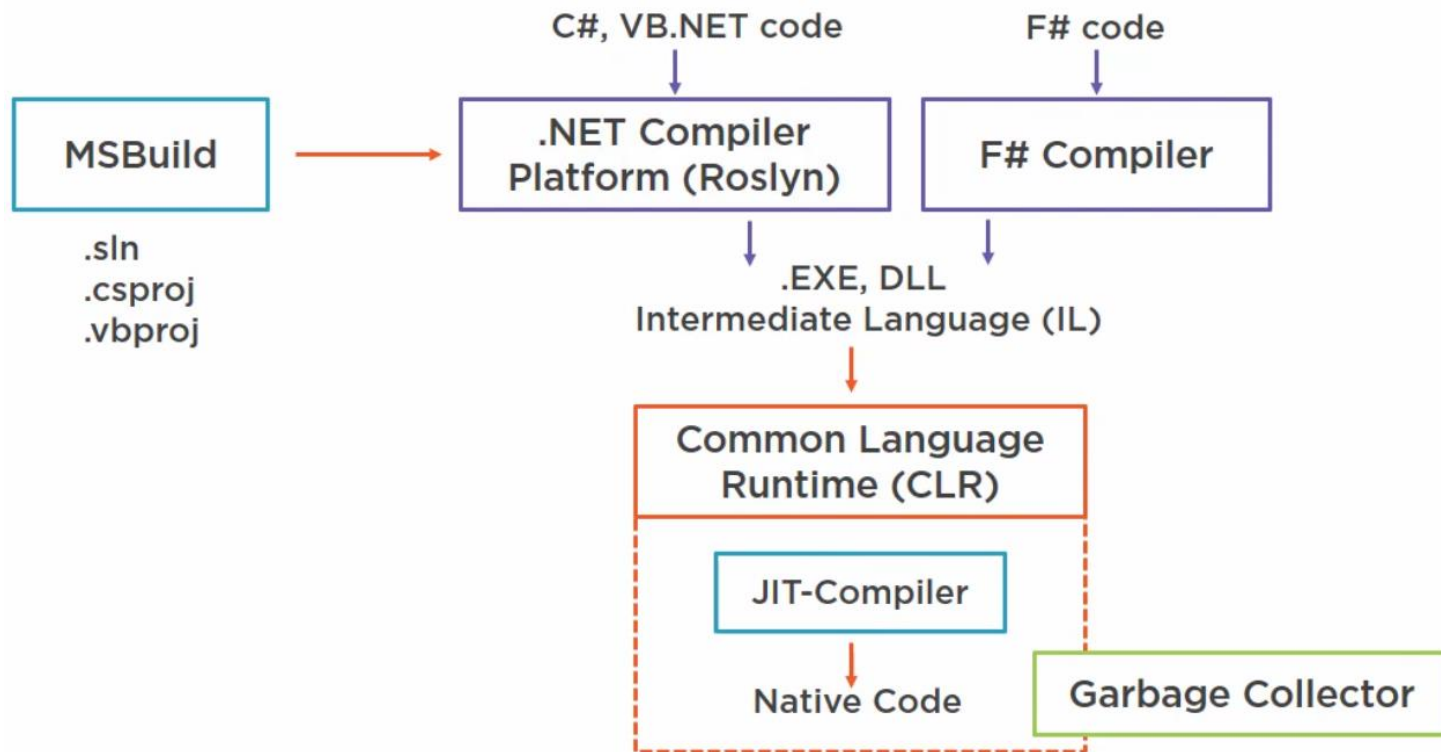 C#, VB.NET code
F# code
MSBuild
.NET Compiler
Platform (Roslyn)
F# Compiler
.sln
.csproj
.vbproj
.EXE, DLL
Intermediate Language (IL)
Common Language
Runtime (CLR)
JIT-Compiler
Native Code
Garbage Collector